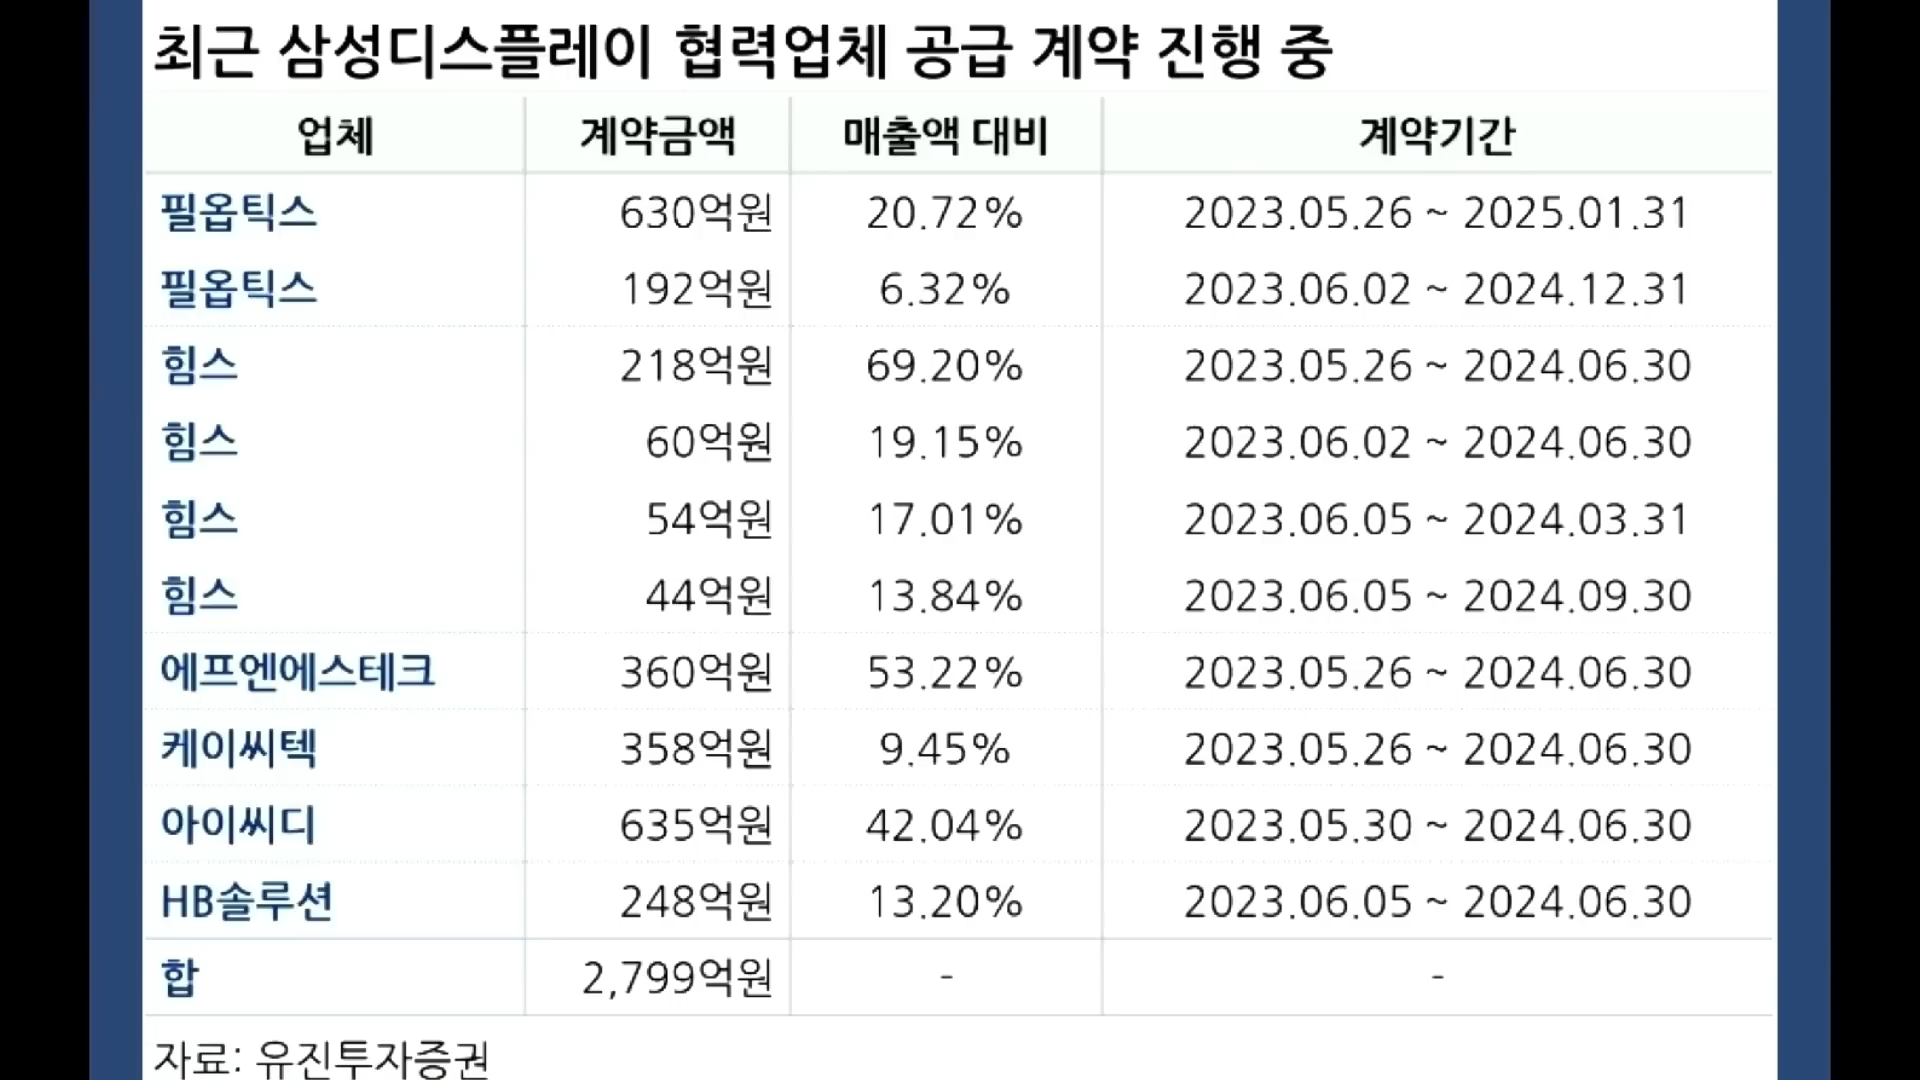 최근 삼성디스플레이 협력업체 공급 계약 진행 중
업체 계약금액 매출액 대비 계약기간
필옵틱스 630억원 20.72% 2023.05.26 ~ 2025.01.31
필옵틱스 192억원 6.32% 2023.06.02 ~ 2024.12.31
힘스 218억원 69.20% 2023.05.26 ~ 2024.06.30
힘스 60억원 19.15% 2023.06.02 ~ 2024.06.30
힘스 54억원 17.01% 2023.06.05 ~ 2024.03.31
힘스 44억원 13.84% 2023.06.05 ~ 2024.09.30
에프엔에스테크 360억원 53.22% 2023.05.26 ~ 2024.06.30
케이씨텍 358억원 9.45% 2023.05.26 ~ 2024.06.30
아이씨디 635억원 42.04% 2023.05.30 ~ 2024.06.30
HB솔루션 248억원 13.20% 2023.06.05 ~ 2024.06.30
합 2,799억원 - -
자료: 유진투자증권